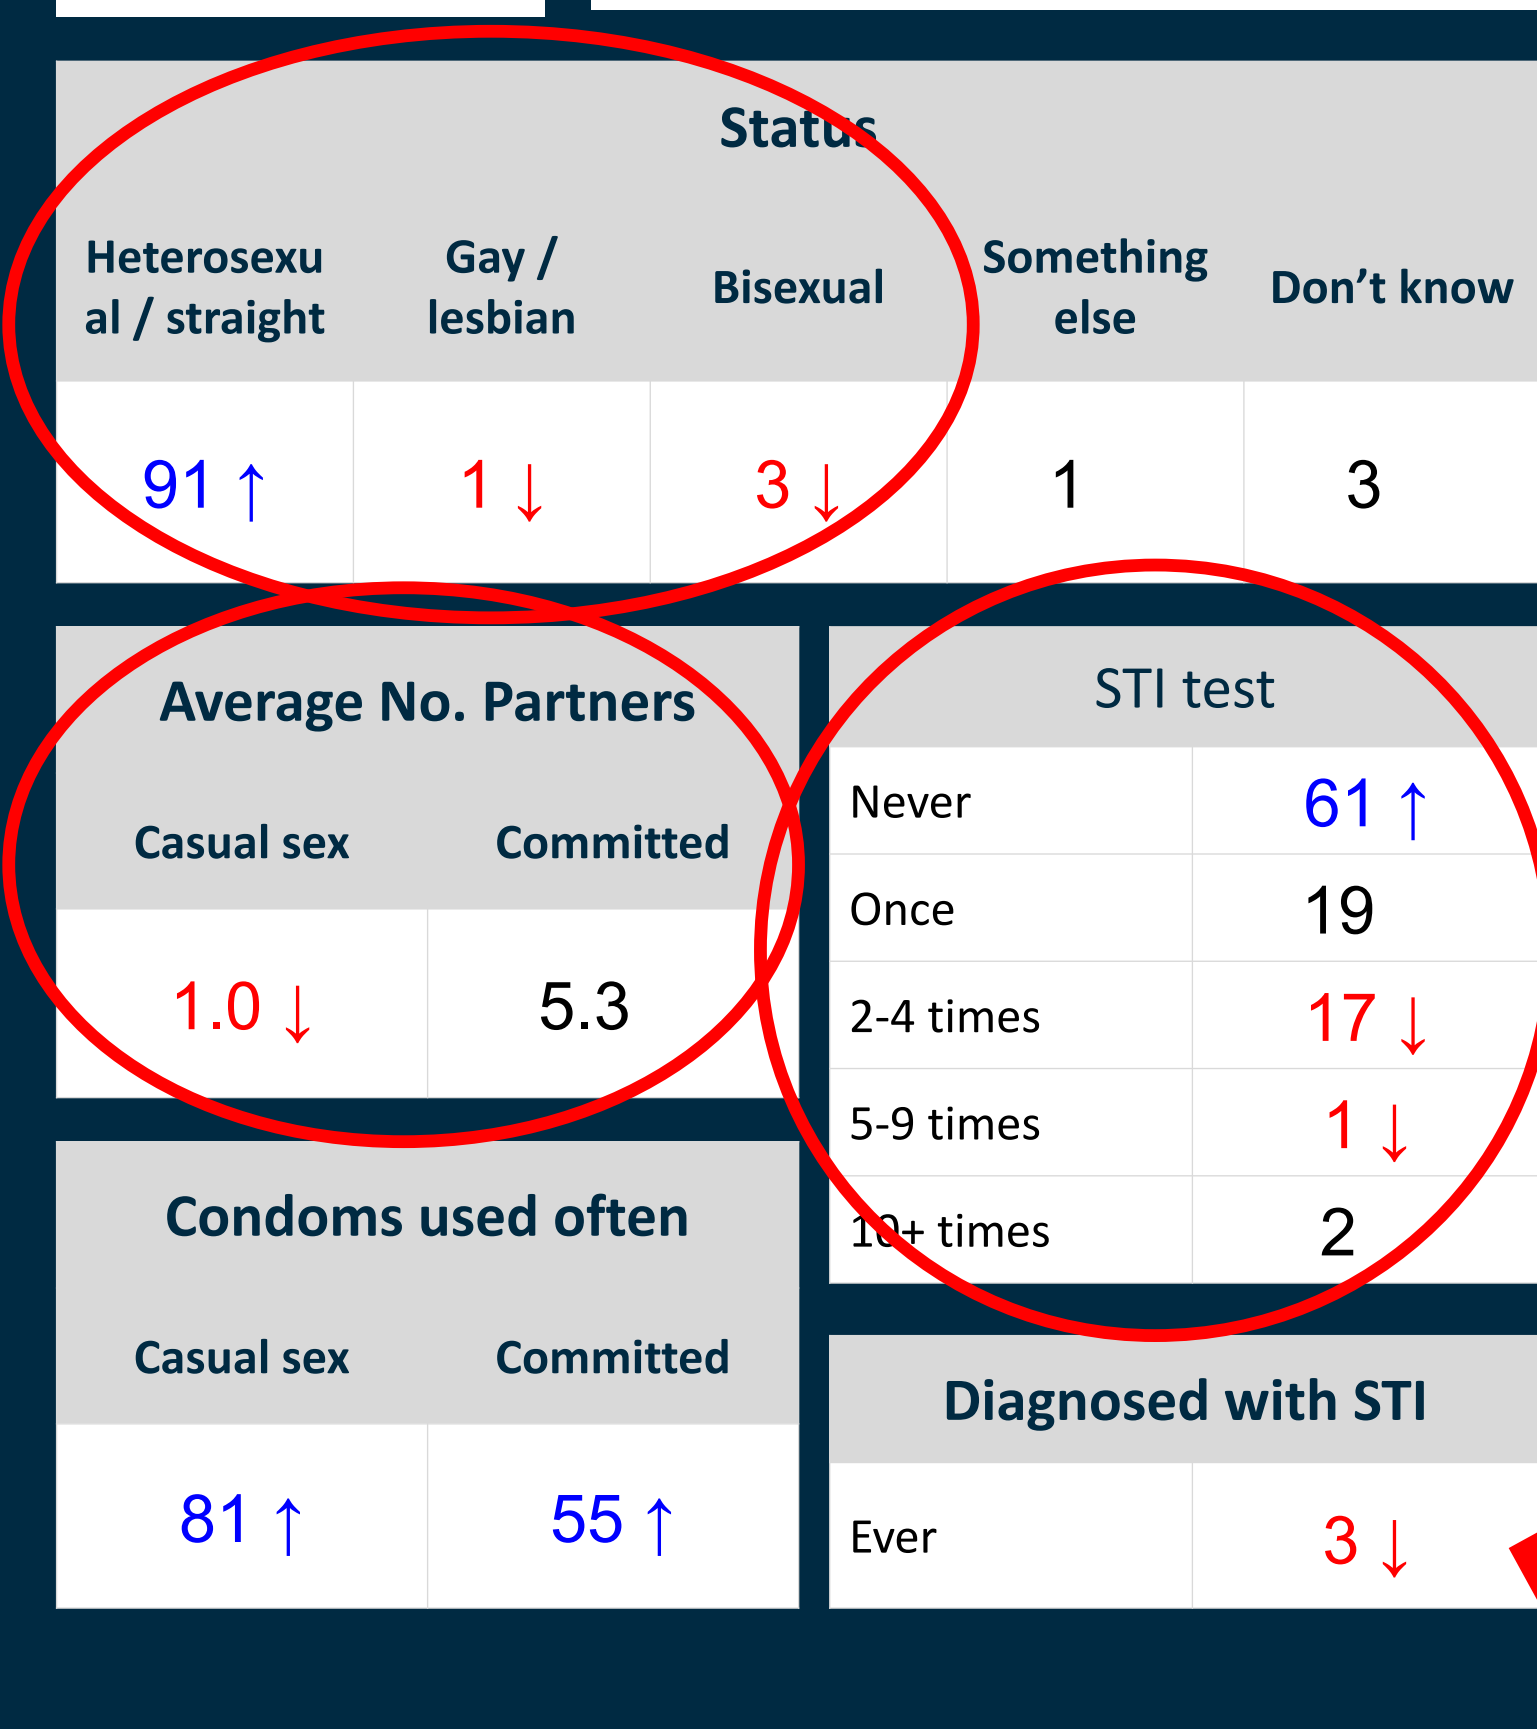 Status
Heterosexu
al / straight
Gay /
lesbian
Bisexual
Something
else
Don’t know
91 ↑
1 ↓
3 ↓
1
3
Average No. Partners
Casual sex
Committed
1.0 ↓
5.3
STI test
Never
61 ↑
Once
19
2-4 times
17 ↓
5-9 times
1 ↓
10+ times
2
Condoms used often
Casual sex
Committed
81 ↑
55 ↑
Diagnosed with STI
Ever
3 ↓